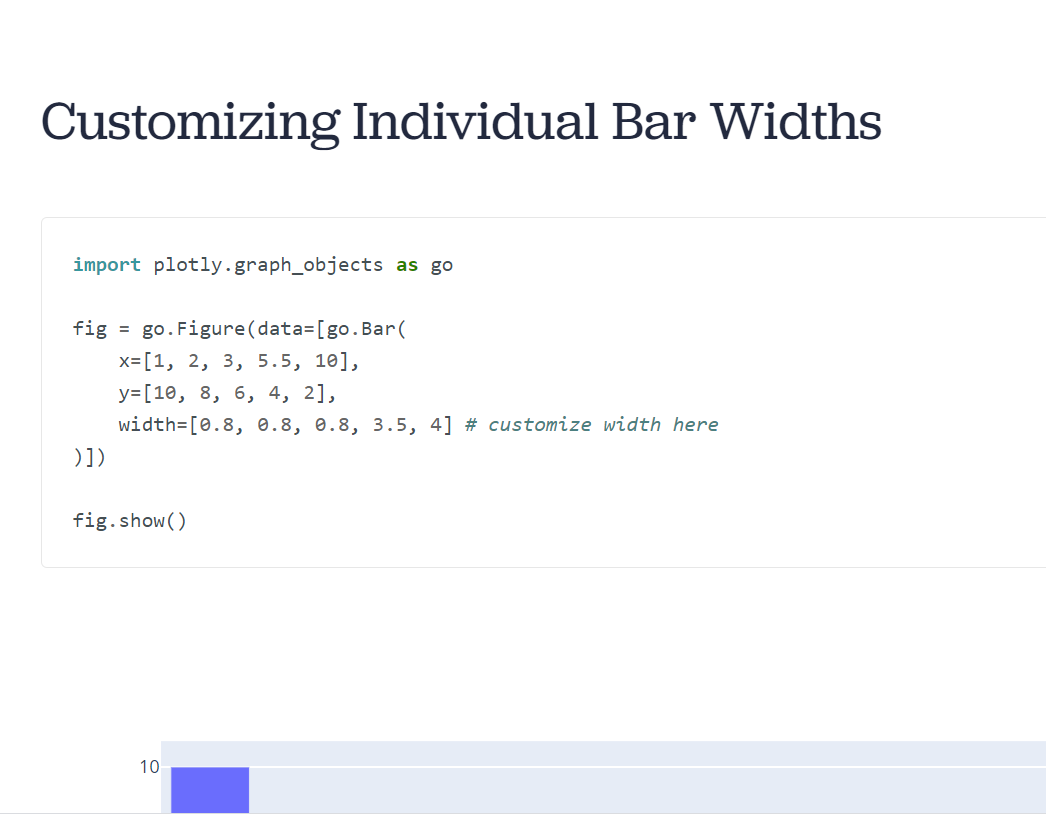 Customizing Individual Bar Widths
import plotly.graph_objects as go
fig = go.Figure(data=[go.Bar(
    x=[1, 2, 3, 5.5, 10],
    y=[10, 8, 6, 4, 2],
    width=[0.8, 0.8, 0.8, 3.5, 4] # customize width here
)])
fig.show()
10